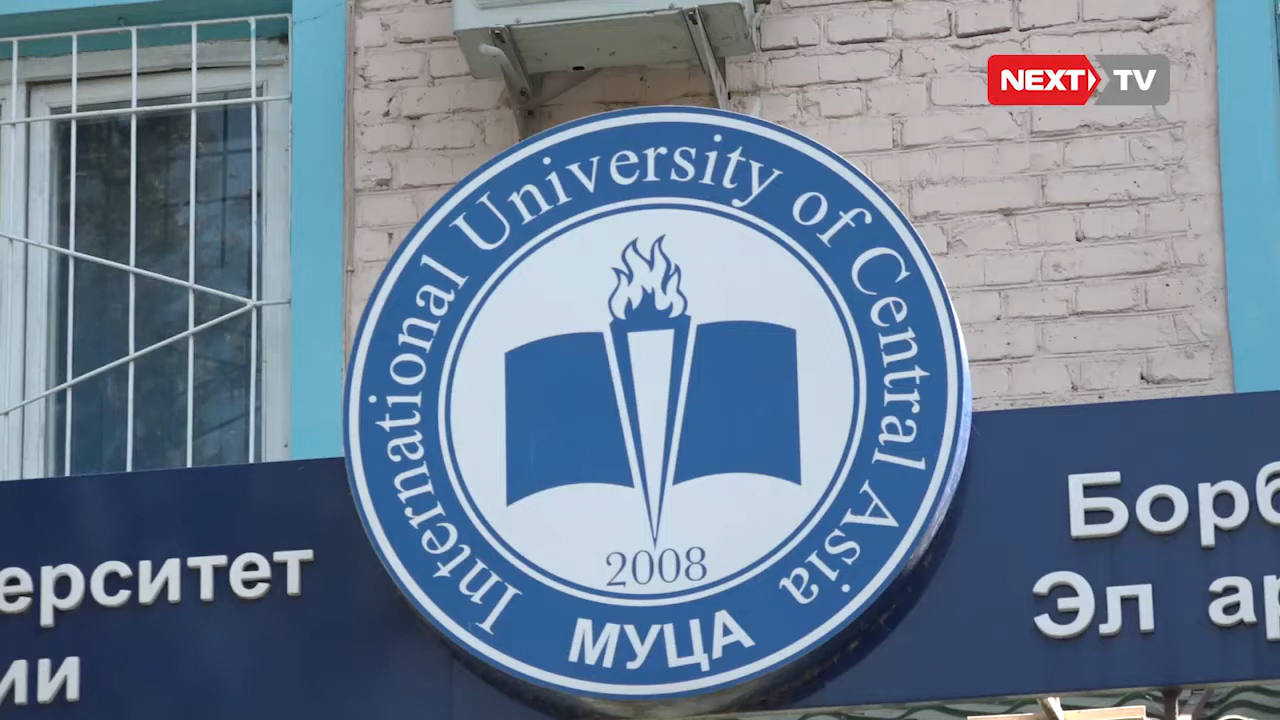 NEXT TV
International University of Central Asia
2008
МУЦА
ерситет
ии
Борб
Эл ар